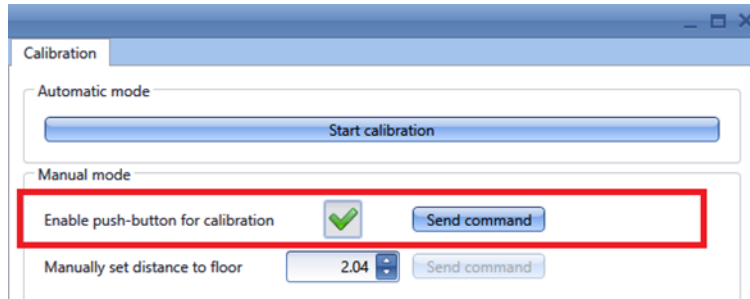 Calibration
Automatic mode
Start calibration
Manual mode
Enable push-button for calibration Send command
Manually set distance to floor 2.04 Send command